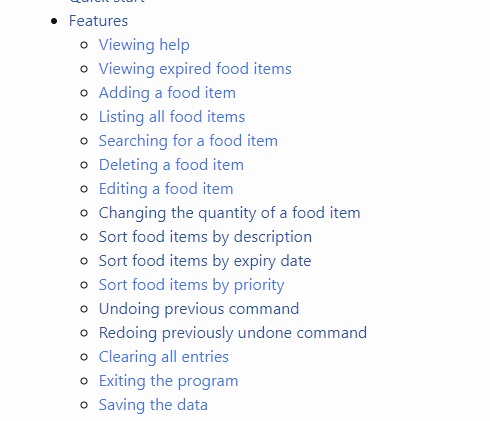 Quick start
Features
Viewing help
Viewing expired food items
Adding a food item
Listing all food items
Searching for a food item
Deleting a food item
Editing a food item
Changing the quantity of a food item
Sort food items by description
Sort food items by expiry date
Sort food items by priority
Undoing previous command
Redoing previously undone command
Clearing all entries
Exiting the program
Saving the data